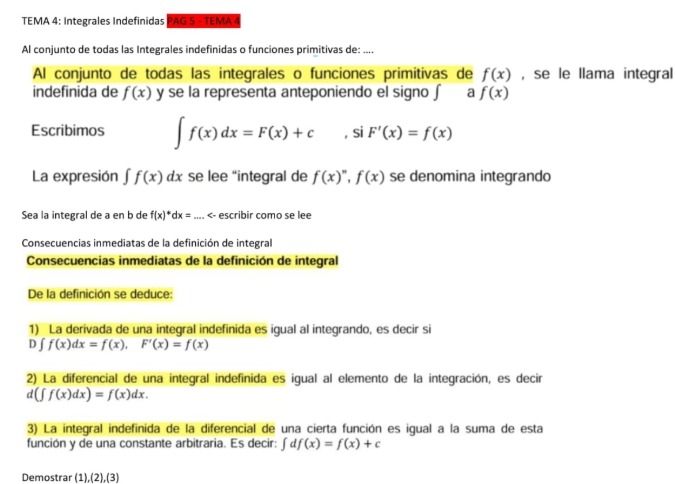 TEMA 4: Integrales Indefinidas PAG 5 - TEMA 4
Al conjunto de todas las Integrales indefinidas o funciones primitivas de: ....
Al conjunto de todas las integrales o funciones primitivas de f(x) , se le llama integral
indefinida de f(x) y se la representa anteponiendo el signo ∫ a f(x)
Escribimos ∫ f(x) dx = F(x) + c , si F'(x) = f(x)
La expresión ∫ f(x) dx se lee "integral de f(x)", f(x) se denomina integrando
Sea la integral de a en b de f(x)*dx = .... <- escribir como se lee
Consecuencias inmediatas de la definición de integral
Consecuencias inmediatas de la definición de integral
De la definición se deduce:
1) La derivada de una integral indefinida es igual al integrando, es decir si
D∫ f(x)dx = f(x), F'(x) = f(x)
2) La diferencial de una integral indefinida es igual al elemento de la integración, es decir
d(∫ f(x)dx) = f(x)dx.
3) La integral indefinida de la diferencial de una cierta función es igual a la suma de esta
función y de una constante arbitraria. Es decir: ∫ df(x) = f(x) + c
Demostrar (1),(2),(3)